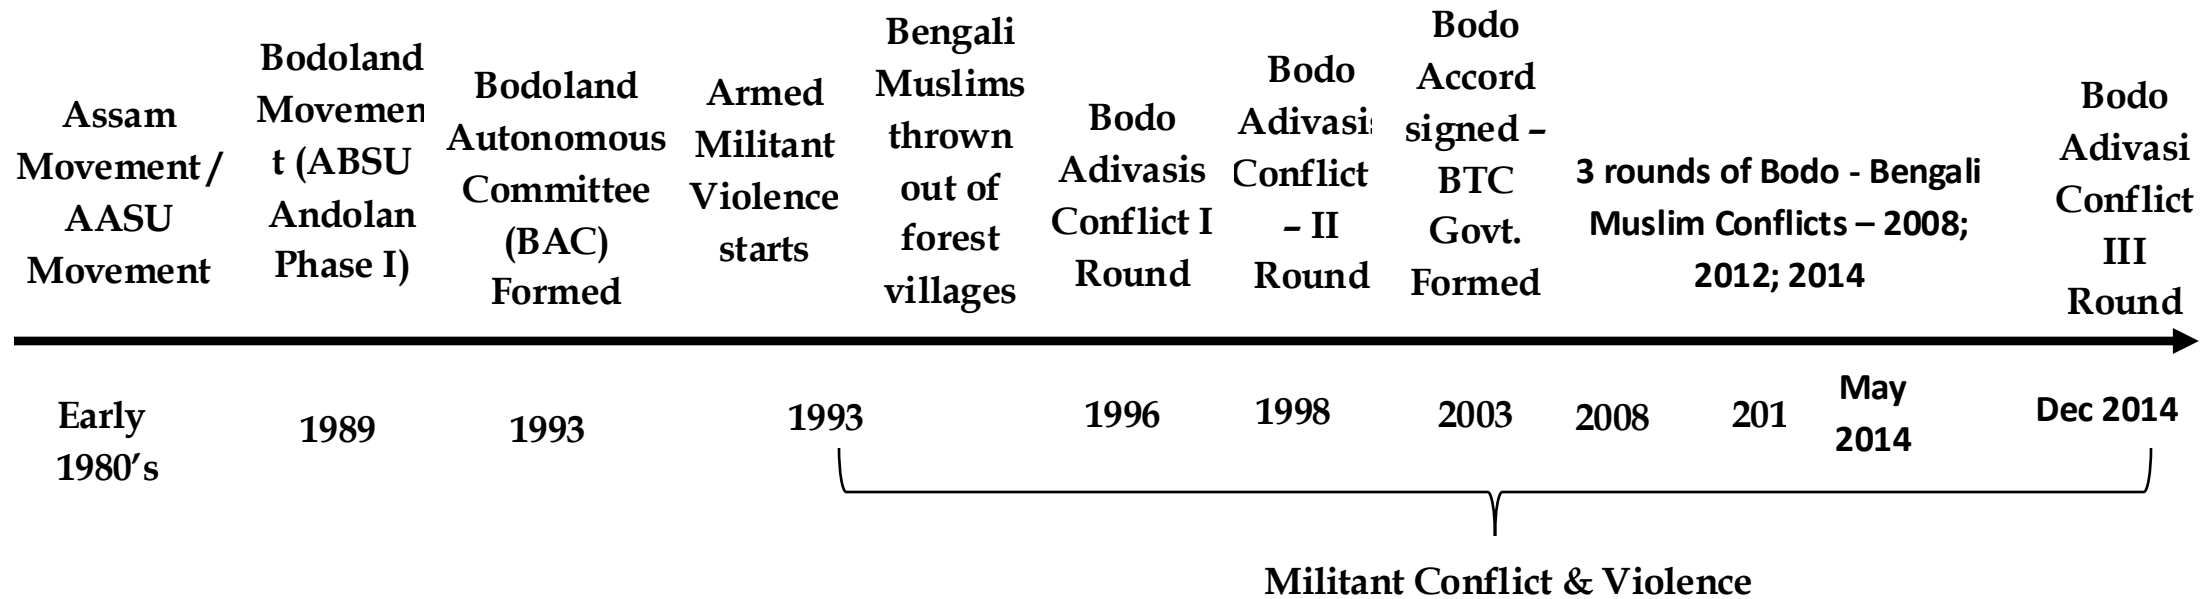 Assam
Movement /
AASU
Movement
Bodoland
Movemen
t (ABSU
Andolan
Phase I)
Bodoland
Autonomous
Committee
(BAC)
Formed
Armed
Militant
Violence
starts
Bengali
Muslims
thrown
out of
forest
villages
Bodo
Adivasis
Conflict I
Round
Bodo
Adivasis
Conflict
– II
Round
Bodo
Accord
signed –
BTC
Govt.
Formed
3 rounds of Bodo - Bengali
Muslim Conflicts – 2008;
2012; 2014
Bodo
Adivasi
Conflict
III
Round
Early
1980’s
1989
1993
1993
1996
1998
2003
2008
201
May
2014
Dec 2014
Militant Conflict & Violence